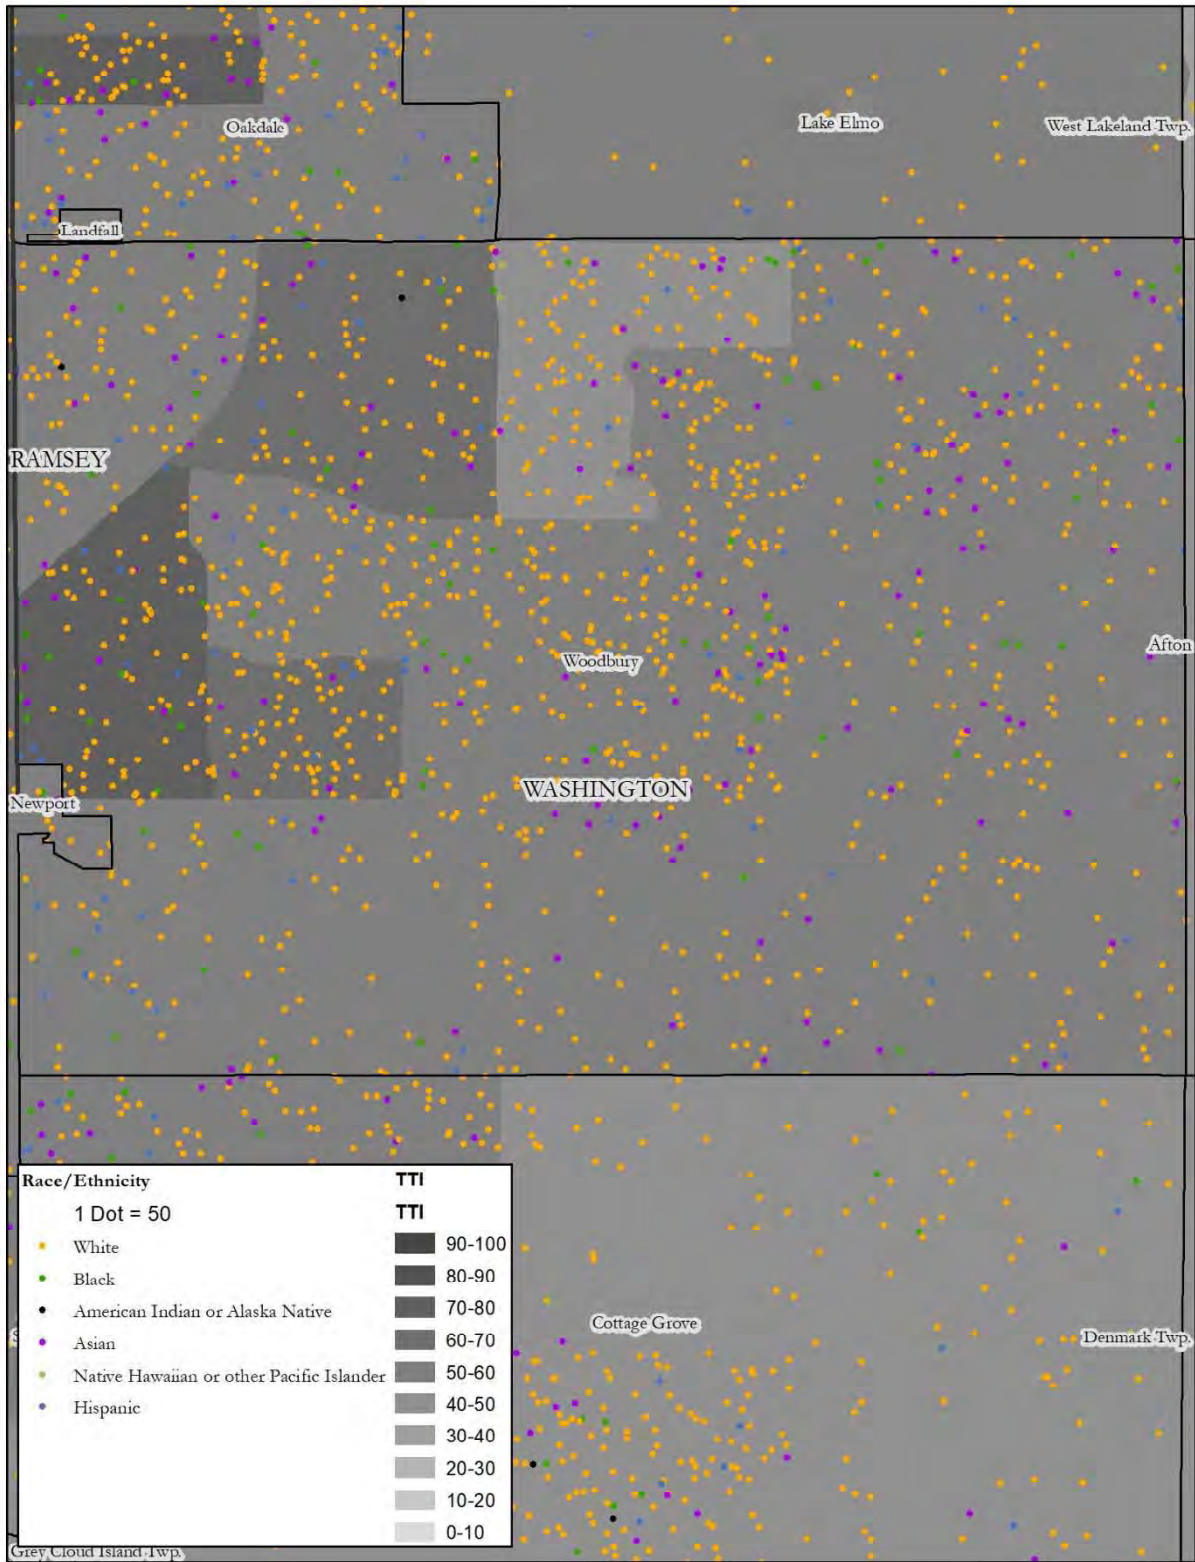 Oakdale
Lake Elmo
West Lakeland Twp.
Landfall
RAMSEY
Woodbury
Afton
WASHINGTON
Newport
Race/Ethnicity
1 Dot = 50
White
Black
American Indian or Alaska Native
Asian
Native Hawaiian or other Pacific Islander
Hispanic
TTI
TTI
90-100
80-90
70-80
60-70
50-60
40-50
30-40
20-30
10-20
0-10
Cottage Grove
Denmark Twp.
Grey Cloud Island Twp.